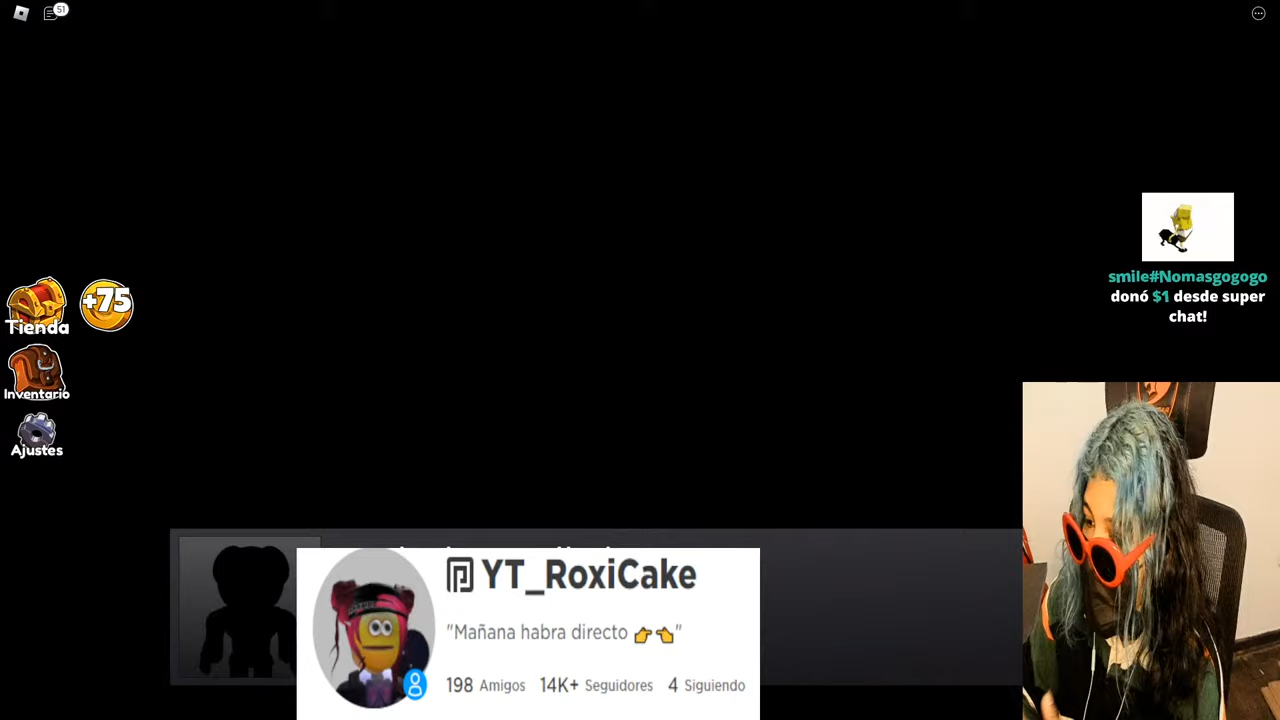 51
+75
Tienda
Inventario
Ajustes
smile#Nomasgogogo
donó $1 desde super
chat!
YT_RoxiCake
"Mañana habra directo 👉👈"
198 Amigos 14K+ Seguidores 4 Siguiendo